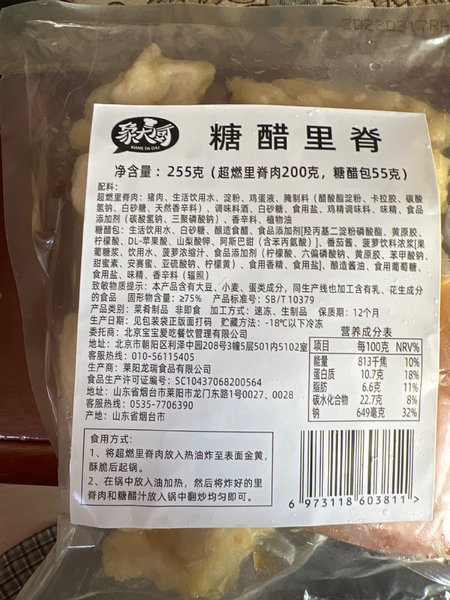 象大厨
XIANG DA CHU
糖醋里脊
净含量：255克（超燃里脊肉200克，糖醋包55克）
配料：
超燃里脊肉：猪肉、生活饮用水、淀粉、鸡蛋液、腌制料（醋酸酯淀粉、卡拉胶、碳酸
氢钠、白砂糖、天然香辛料）、调味料酒、白砂糖、食用盐、鸡精调味料、味精、食品
添加剂（碳酸氢钠、三聚磷酸钠）、香辛料、植物油
糖醋包：生活饮用水、白砂糖、酿造食醋、食品添加剂[羟丙基二淀粉磷酸酯、黄原胶、
柠檬酸、DL-苹果酸、山梨酸钾、阿斯巴甜（含苯丙氨酸）]、番茄酱、菠萝饮料浓浆[果
葡糖浆、饮用水、菠萝浓缩汁、食品添加剂（柠檬酸、六偏磷酸钠、黄原胶、苯甲酸钠、
甜蜜素、安赛蜜、亚硫酸钠、柠檬黄）、食用香精、食用盐]、酿造酱油、食用葡萄糖、
食用盐、味精、香辛料（辐照）
致敏物质提示：本产品含有大豆、小麦、蛋类成分，同生产线也加工含有乳、花生成分
的食品 固形物含量：≥75% 产品标准号：SB/T 10379
产品类型：菜肴制品 非即食 加工方式：速冻、生制品 保质期：12个月
生产日期：见包装袋正版面打码 贮藏方法：-18℃以下冷冻
委托商：北京宝宝爱吃餐饮管理有限公司
地址：北京市朝阳区利泽中园208号3幢5层501内5102室
客服热线：010-56115405
食品生产商：莱阳龙瑞食品有限公司
食品生产许可证编号：SC10437068200564
地址：山东省烟台市莱阳市龙门东路1号0027、0028
客服热线：0535-7706390
产地：山东省烟台市
营养成分表
项目 每100克 NRV%
能量 813千焦 10%
蛋白质 10.7克 18%
脂肪 6.6克 11%
碳水化合物 22.7克 8%
钠 649毫克 32%
食用方式：
1、将超燃里脊肉放入热油炸至表面金黄，
酥脆后起锅。
2、在锅中放入油加热，然后将炸好的里
脊肉和糖醋汁放入锅中翻炒均匀即可。
6 973118 603811 >